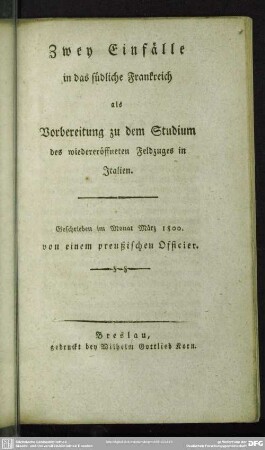 Zwey Einfälle
in das südliche Frankreich
als
Vorbereitung zu dem Studium
des wiedereröffneten Feldzuges in
Italien.
Geschrieben im Monat März 1800.
von einem preußischen Officier.
Breslau,
gedruckt bey Wilhelm Gottlieb Korn.
DFG